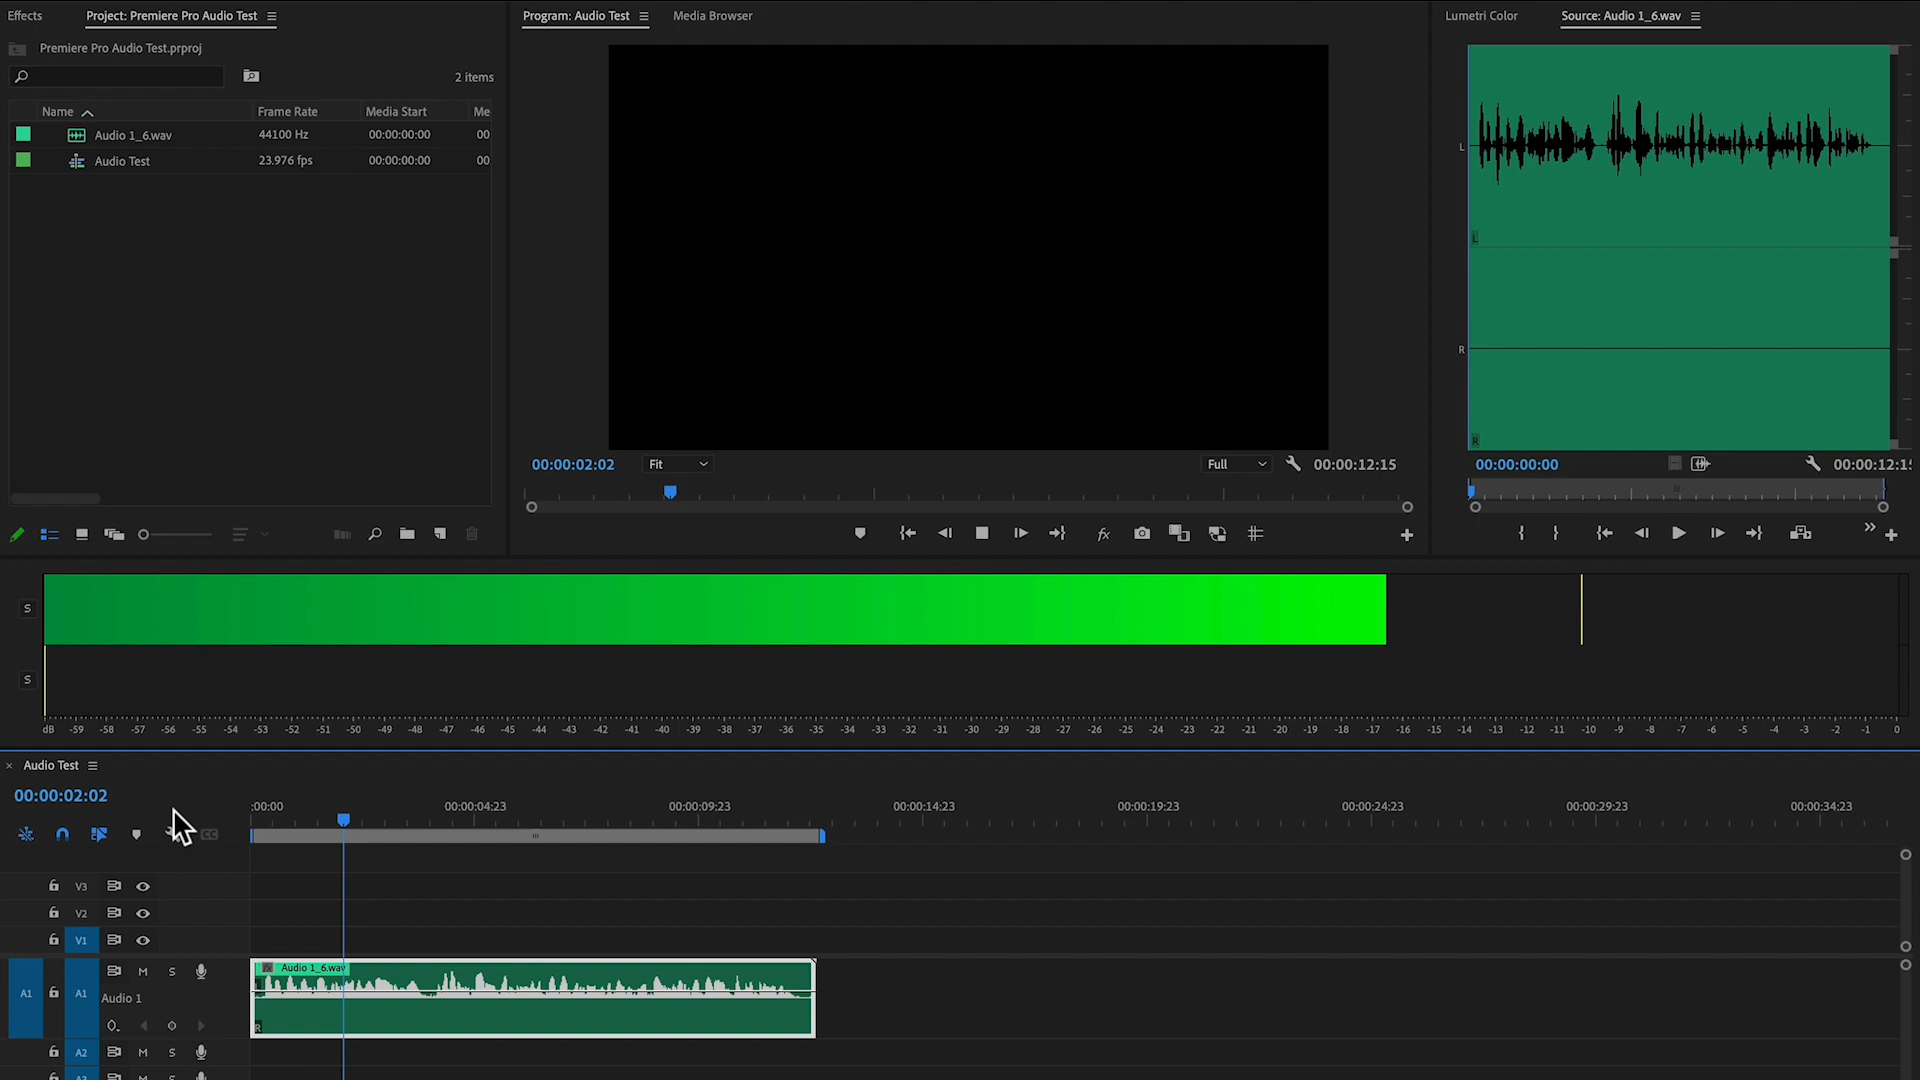 Effects
Project: Premiere Pro Audio Test
Premiere Pro Audio Test.prproj
2 items
Name Frame Rate Media Start Me
Audio 1_6.wav 44100 Hz 00:00:00:00 00
Audio Test 23.976 fps 00:00:00:00 00
Program: Audio Test
Media Browser
00:00:02:02 Fit Full 00:00:12:15
fx
Lumetri Color
Source: Audio 1_6.wav
L
L
R
R
00:00:00:00 00:00:12:15
S
S
dB -59 -58 -57 -56 -55 -54 -53 -52 -51 -50 -49 -48 -47 -46 -45 -44 -43 -42 -41 -40 -39 -38 -37 -36 -35 -34 -33 -32 -31 -30 -29 -28 -27 -26 -25 -24 -23 -22 -21 -20 -19 -18 -17 -16 -15 -14 -13 -12 -11 -10 -9 -8 -7 -6 -5 -4 -3 -2 -1 0
Audio Test
00:00:02:02
:00:00 00:00:04:23 00:00:09:23 00:00:14:23 00:00:19:23 00:00:24:23 00:00:29:23 00:00:34:23
CC
V3
V2
V1
A1 A1 M S
Audio 1
fx Audio 1_6.wav
R
A2 M S
A3 M S